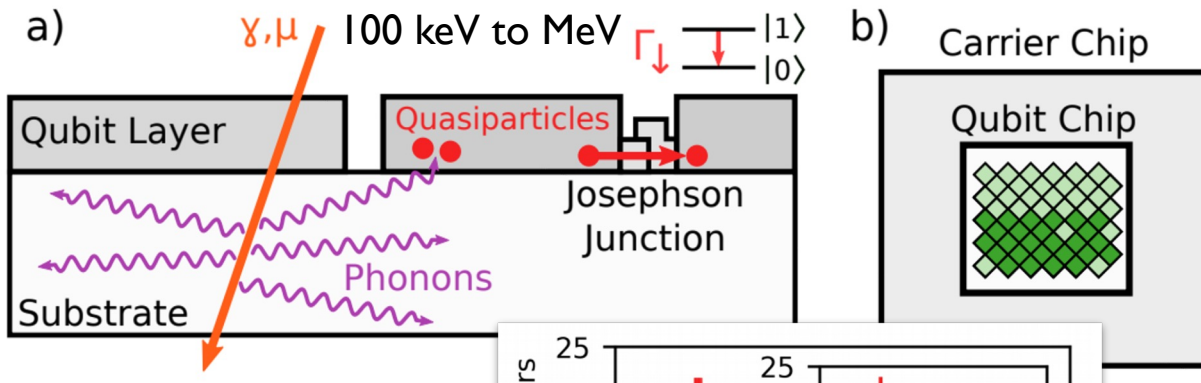 a)
γ,μ 100 keV to MeV
Γ↓
|1⟩
|0⟩
Qubit Layer
Quasiparticles
Josephson
Junction
Phonons
Substrate
b)
Carrier Chip
Qubit Chip
25
25
rs